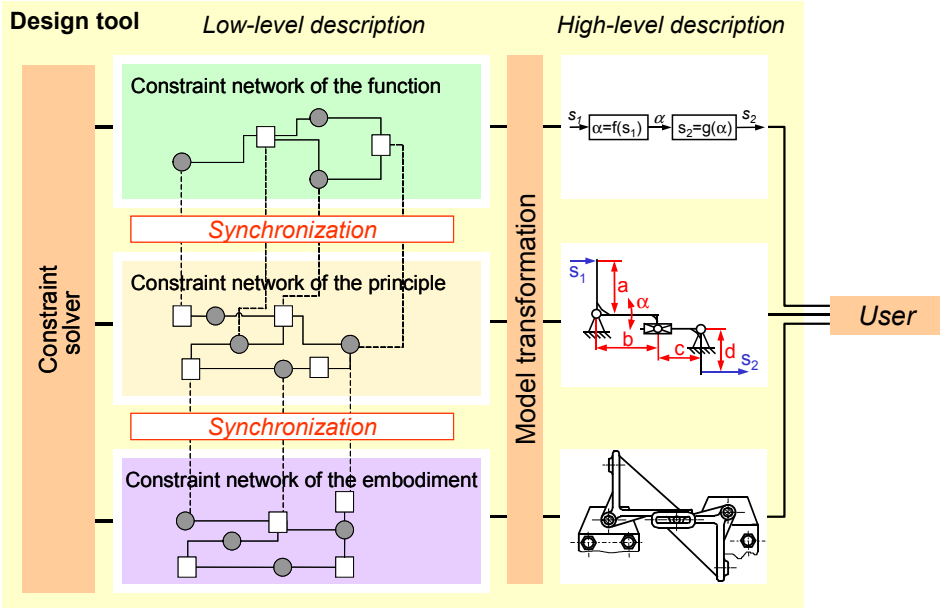 Design tool
Low-level description
High-level description
Constraint solver
Constraint network of the function
Synchronization
Constraint network of the principle
Synchronization
Constraint network of the embodiment
Model transformation
s₁ α=f(s₁) α s₂=g(α) s₂
s₁
a
α
b
c
d
s₂
User